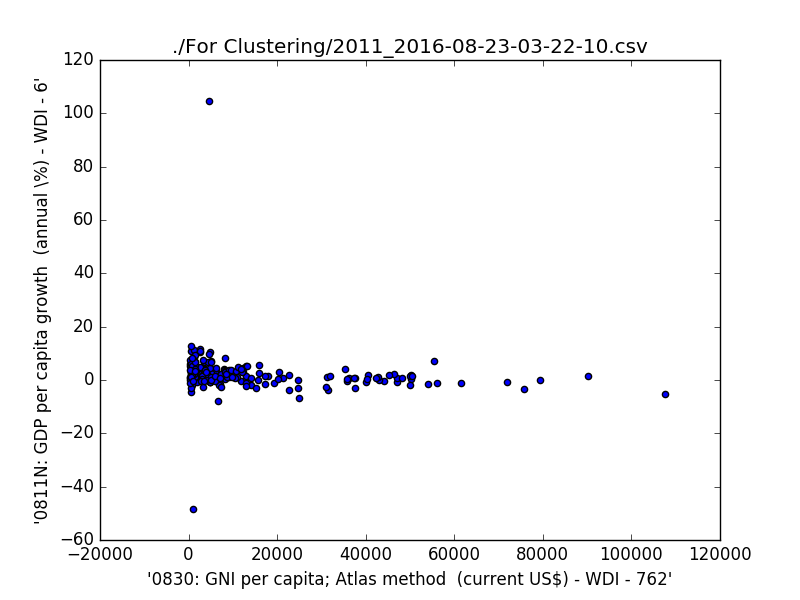 ./For Clustering/2011_2016-08-23-03-22-10.csv
120
100
80
60
40
20
0
−20
−40
−60
'0811N: GDP per capita growth  (annual \%) - WDI - 6'
−20000 0 20000 40000 60000 80000 100000 120000
'0830: GNI per capita; Atlas method  (current US$) - WDI - 762'